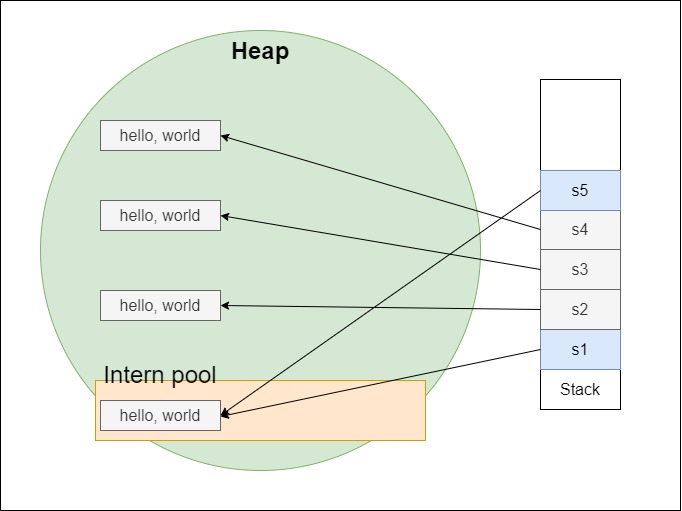 Heap
hello, world
s5
s4
hello, world
s3
hello, world
s2
s1
Intern pool
Stack
hello, world